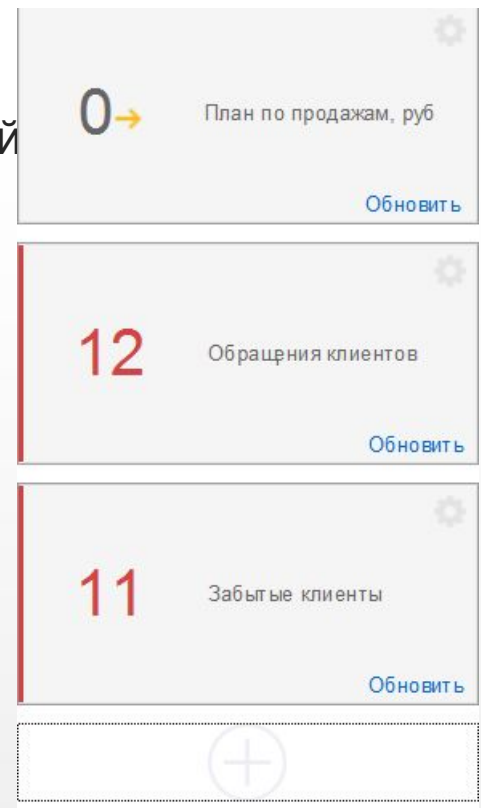 0→ План по продажам, руб
й
Обновить
12 Обращения клиентов
Обновить
11 Забытые клиенты
Обновить